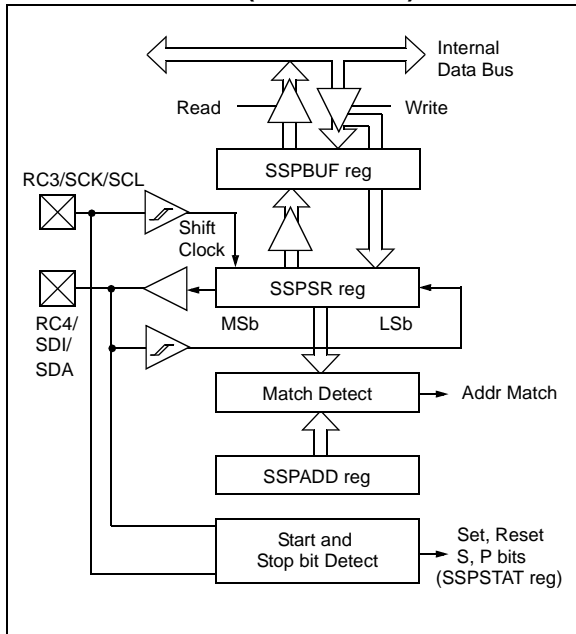 Internal
Data Bus
Read
Write
SSPBUF reg
RC3/SCK/SCL
Shift
Clock
SSPSR reg
MSb
LSb
RC4/
SDI/
SDA
Match Detect
Addr Match
SSPADD reg
Start and
Stop bit Detect
Set, Reset
S, P bits
(SSPSTAT reg)